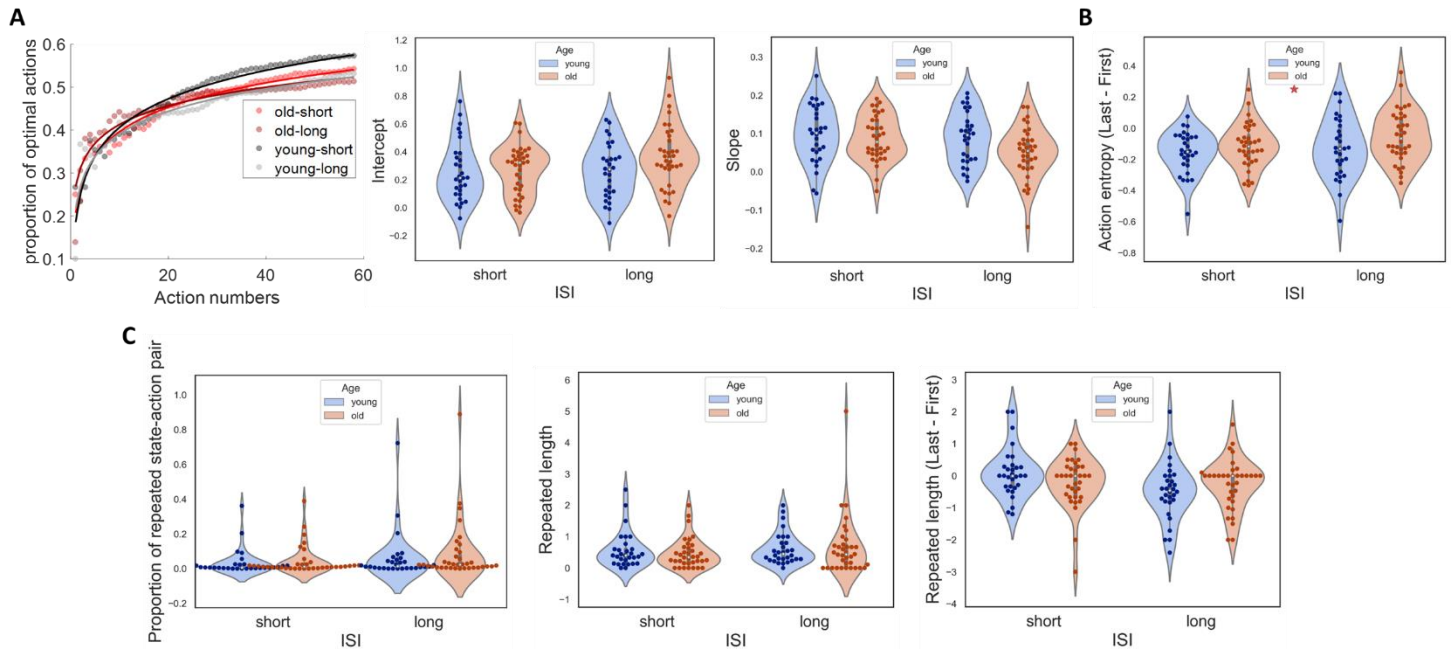 A
proportion of optimal actions
0.6
0.5
0.4
0.3
0.2
0.1
0
20
40
60
Action numbers
old-short
old-long
young-short
young-long
Intercept
1.2
1.0
0.8
0.6
0.4
0.2
0.0
−0.2
Age
young
old
short
long
ISI
Slope
0.3
0.2
0.1
0.0
−0.1
−0.2
Age
young
old
short
long
ISI
B
Action entropy (Last - First)
0.4
0.2
0.0
−0.2
−0.4
−0.6
−0.8
Age
young
old
short
long
ISI
C
Proportion of repeated state-action pair
1.0
0.8
0.6
0.4
0.2
0.0
−0.2
Age
young
old
short
long
ISI
Repeated length
6
5
4
3
2
1
0
−1
Age
young
old
short
long
ISI
Repeated length (Last - First)
3
2
1
0
−1
−2
−3
−4
Age
young
old
short
long
ISI